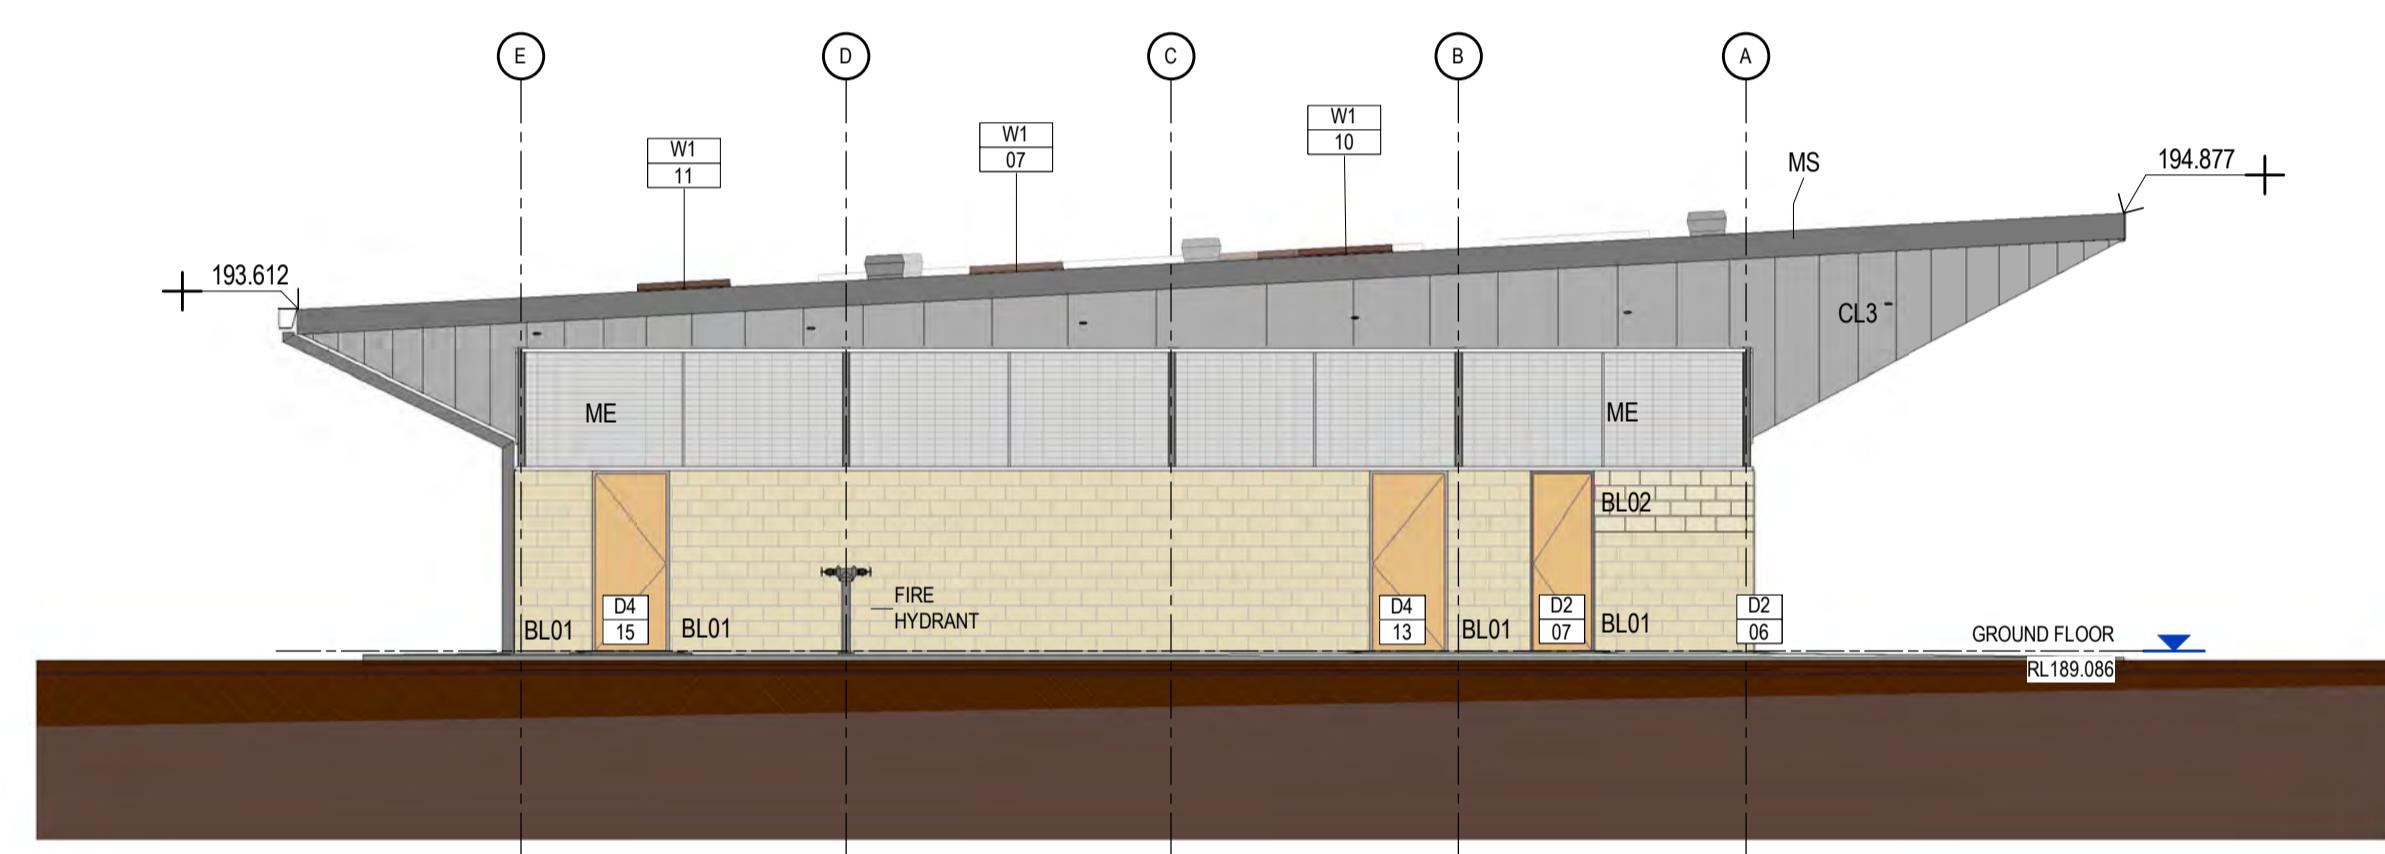 E
D
C
B
A
W1
11
W1
07
W1
10
MS
194.877
193.612
CL3
ME
ME
BL02
FIRE
HYDRANT
BL01
D4
15
BL01
D4
13
BL01
D2
07
BL01
D2
06
GROUND FLOOR
RL189.086